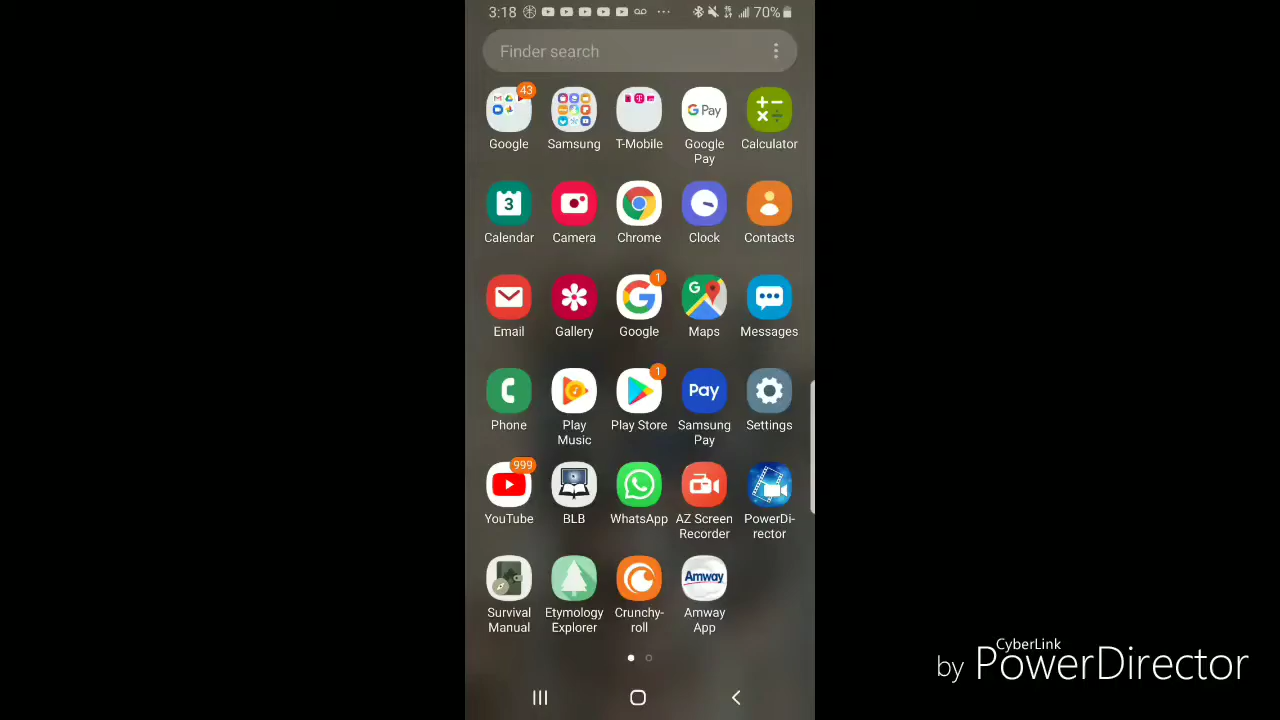 3:18
70%
Finder search
43
G Pay
Google
Samsung
T-Mobile
Google
Pay
Calculator
3
Calendar
Camera
Chrome
Clock
Contacts
1
G
Email
Gallery
Google
Maps
Messages
1
Pay
Phone
Play
Music
Play Store
Samsung
Pay
Settings
999
YouTube
BLB
WhatsApp
AZ Screen
Recorder
PowerDi-
rector
Amway
Survival
Manual
Etymology
Explorer
Crunchy-
roll
Amway
App
CyberLink
by PowerDirector